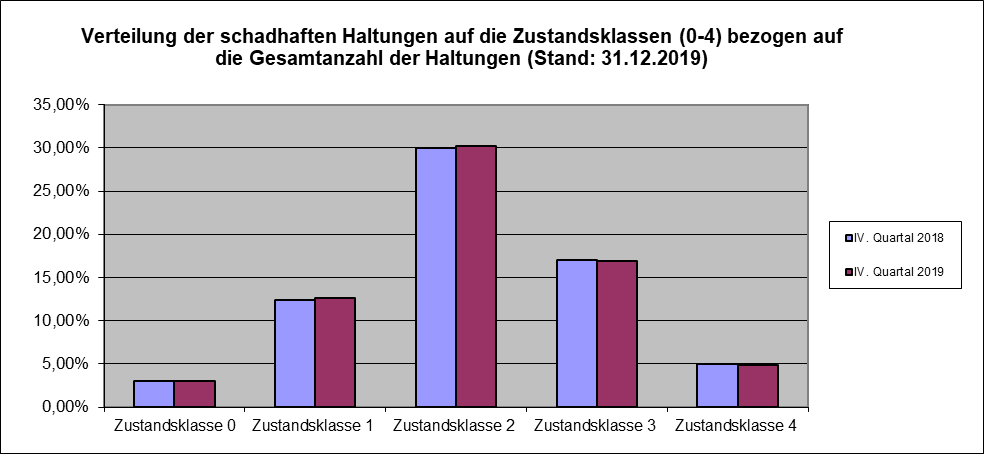 Verteilung der schadhaften Haltungen auf die Zustandsklassen (0-4) bezogen auf
die Gesamtanzahl der Haltungen (Stand: 31.12.2019)
35,00%
30,00%
25,00%
20,00%
15,00%
10,00%
5,00%
0,00%
Zustandsklasse 0 Zustandsklasse 1 Zustandsklasse 2 Zustandsklasse 3 Zustandsklasse 4
IV. Quartal 2018
IV. Quartal 2019